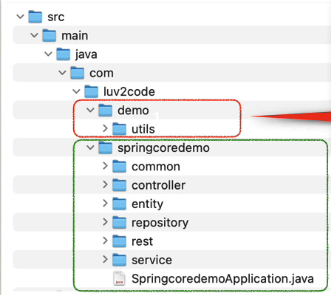 src
main
java
com
luv2code
demo
utils
springcoredemo
common
controller
entity
repository
rest
service
SpringcoredemoApplication.java